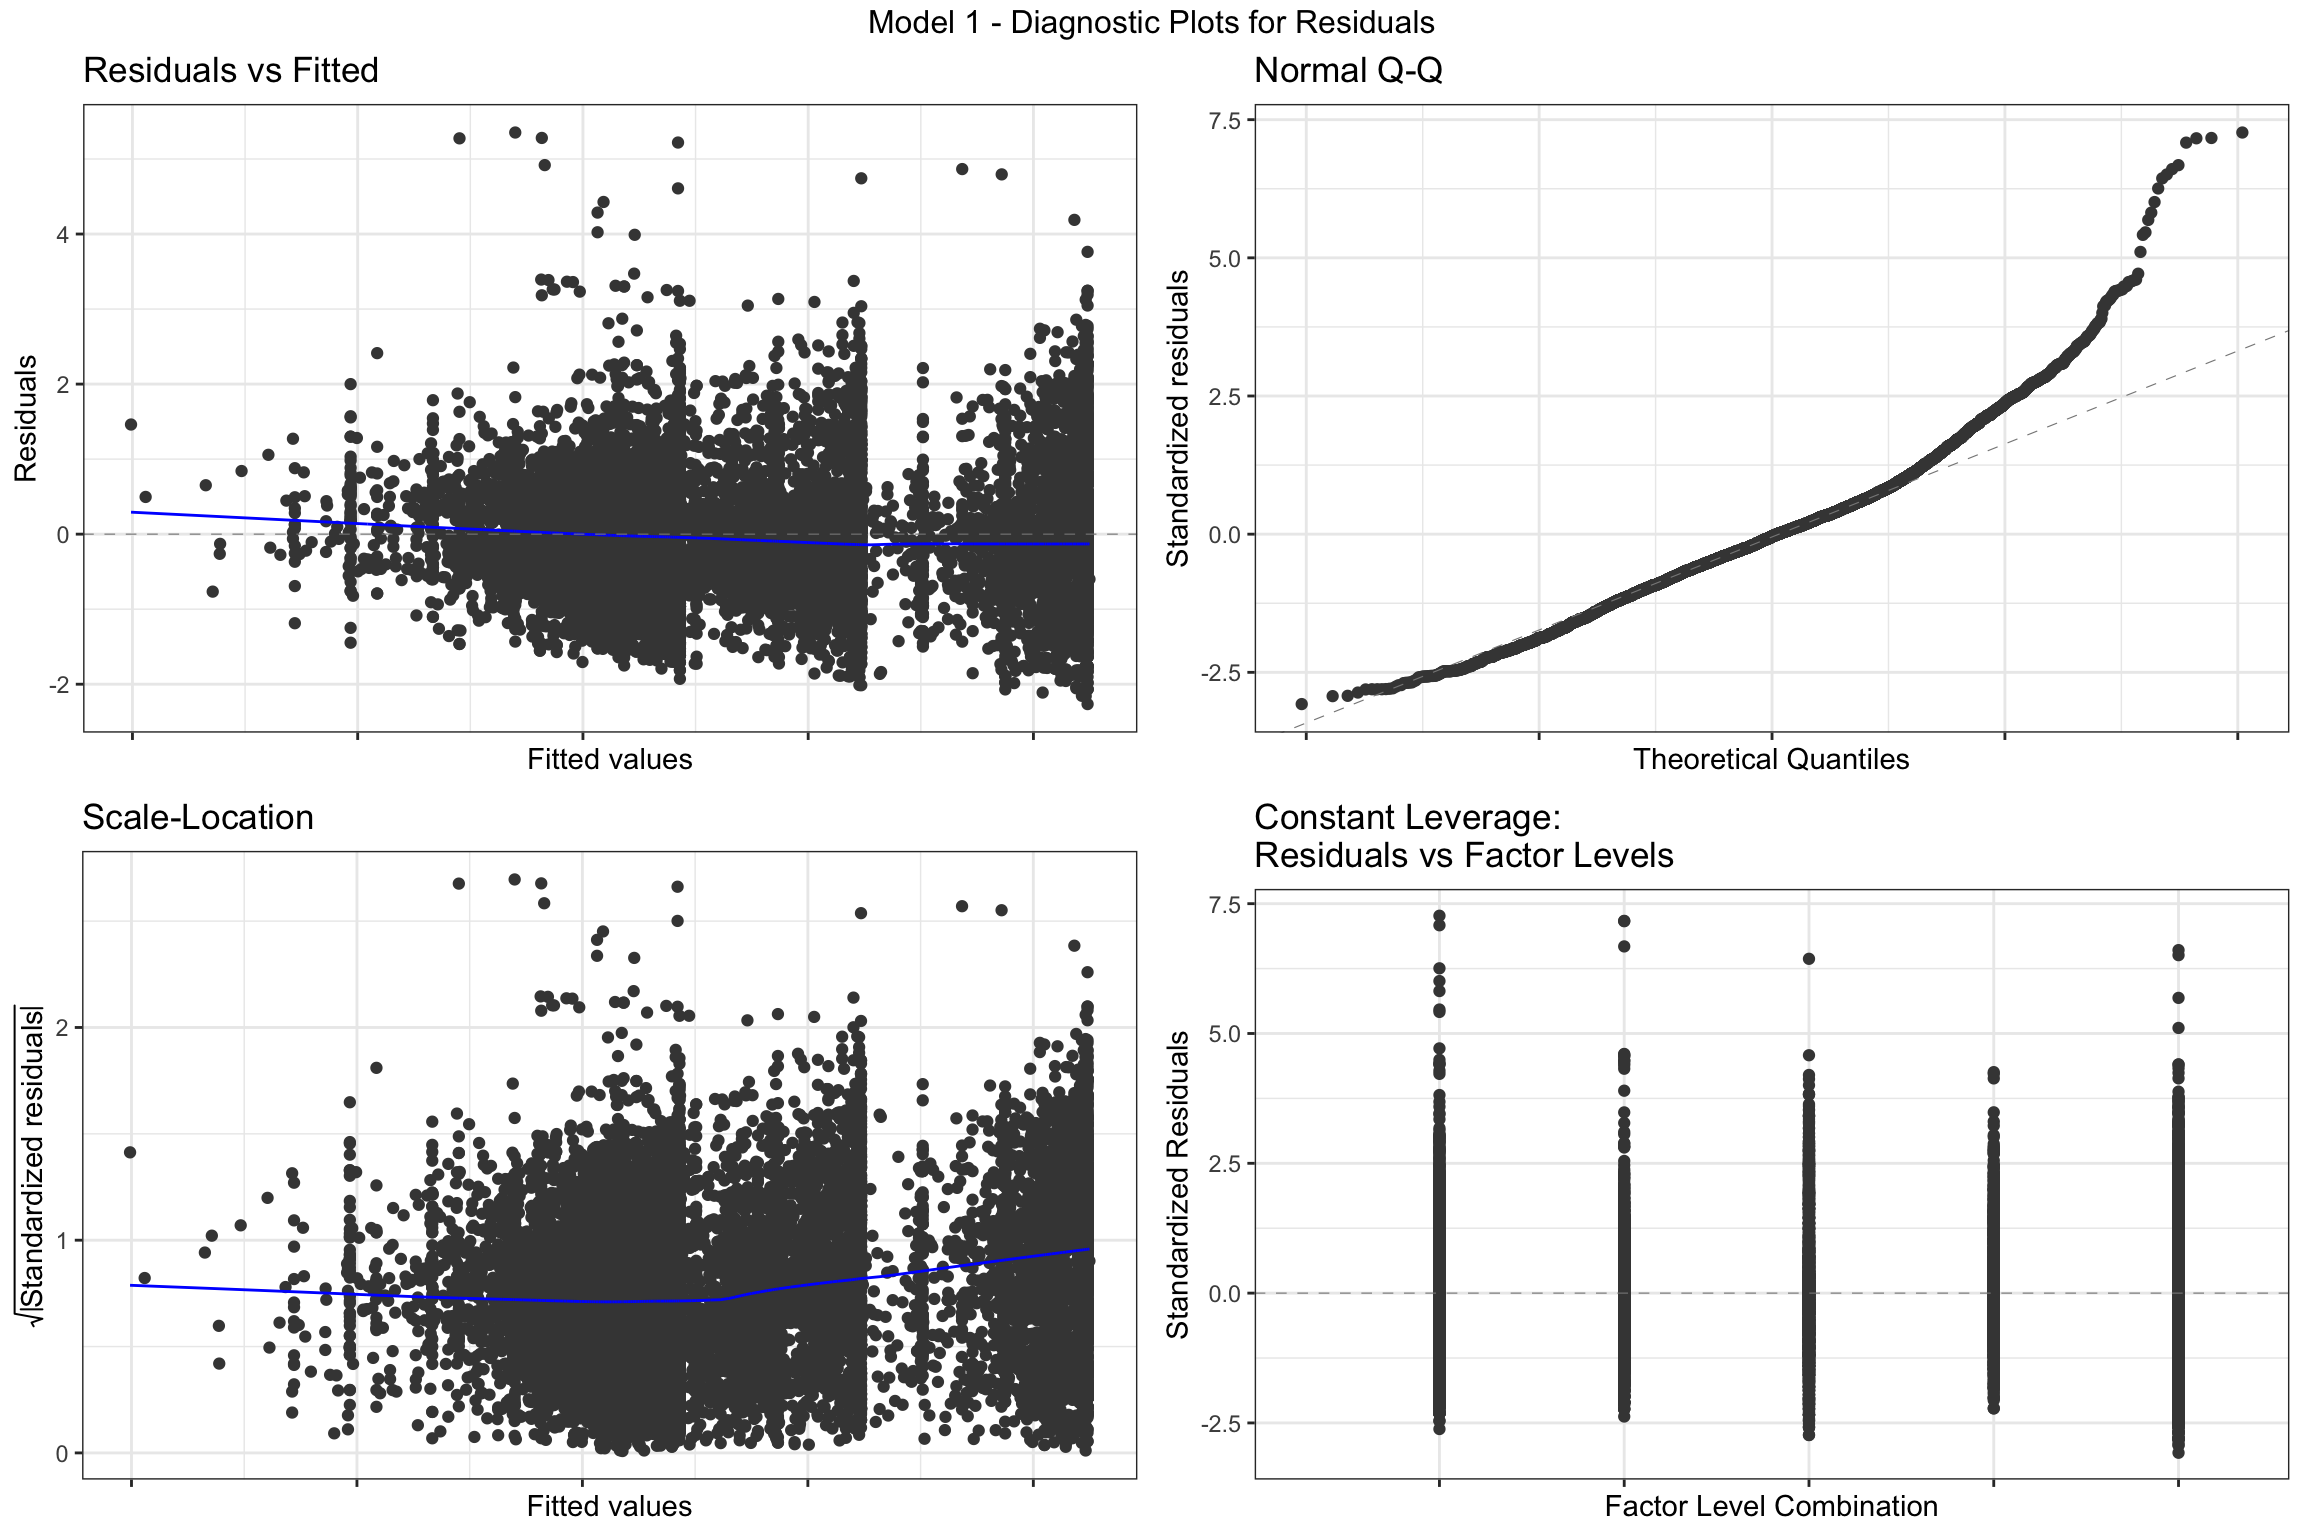 Model 1 - Diagnostic Plots for Residuals
Residuals vs Fitted
Residuals
4
2
0
-2
Fitted values
Normal Q-Q
Standardized residuals
7.5
5.0
2.5
0.0
-2.5
Theoretical Quantiles
Scale-Location
√|Standardized residuals|
2
1
0
Fitted values
Constant Leverage:
Residuals vs Factor Levels
Standardized Residuals
7.5
5.0
2.5
0.0
-2.5
Factor Level Combination